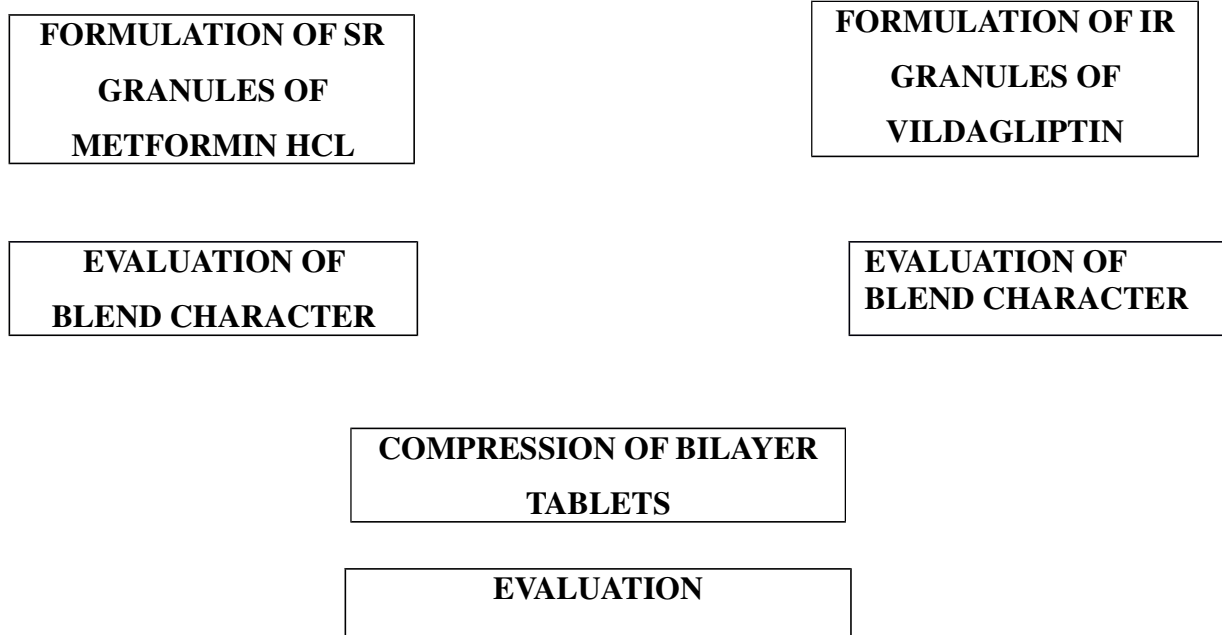 FORMULATION OF SR
GRANULES OF
METFORMIN HCL
FORMULATION OF IR
GRANULES OF
VILDAGLIPTIN
EVALUATION OF
BLEND CHARACTER
EVALUATION OF
BLEND CHARACTER
COMPRESSION OF BILAYER
TABLETS
EVALUATION